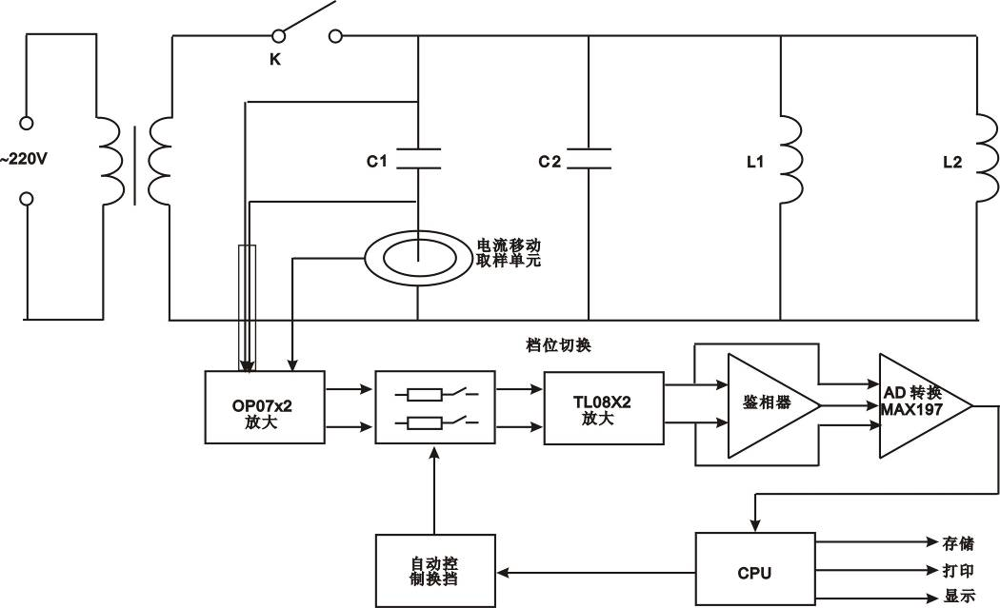 K
~220V
C1
C2
L1
L2
电流移动
取样单元
档位切换
OP07x2
放大
TL08X2
放大
鉴相器
AD 转换
MAX197
自动控
制换挡
CPU
存储
打印
显示